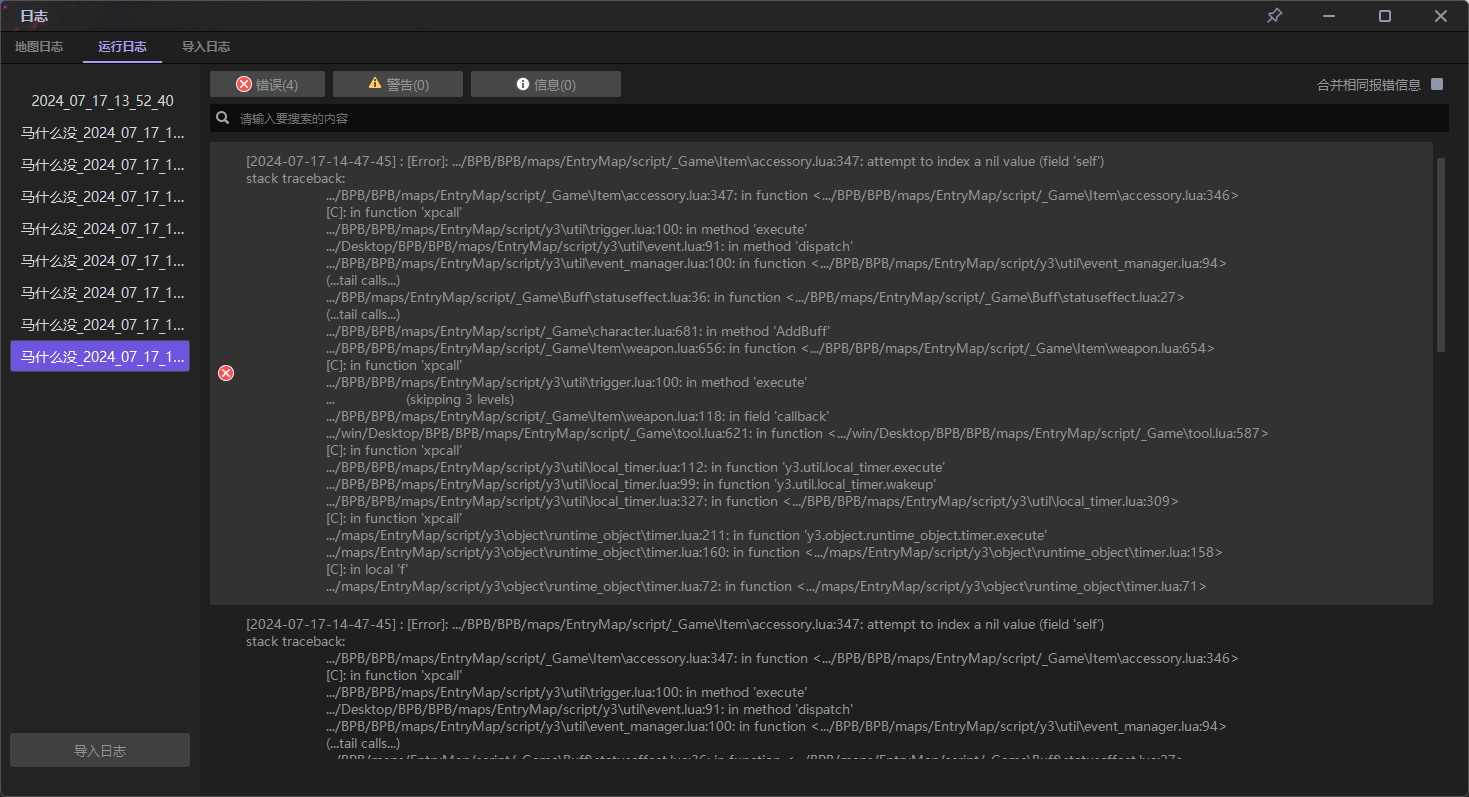 日志
地图日志 运行日志 导入日志
错误(4) 警告(0) 信息(0) 合并相同报错信息
请输入要搜索的内容
2024_07_17_13_52_40
马什么没_2024_07_17_1...
马什么没_2024_07_17_1...
马什么没_2024_07_17_1...
马什么没_2024_07_17_1...
马什么没_2024_07_17_1...
马什么没_2024_07_17_1...
马什么没_2024_07_17_1...
马什么没_2024_07_17_1...
导入日志
[2024-07-17-14-47-45] : [Error]: .../BPB/BPB/maps/EntryMap/script/_Game\Item\accessory.lua:347: attempt to index a nil value (field 'self')
stack traceback:
.../BPB/BPB/maps/EntryMap/script/_Game\Item\accessory.lua:347: in function <.../BPB/BPB/maps/EntryMap/script/_Game\Item\accessory.lua:346>
[C]: in function 'xpcall'
.../BPB/BPB/maps/EntryMap/script/y3\util\trigger.lua:100: in method 'execute'
.../Desktop/BPB/BPB/maps/EntryMap/script/y3\util\event.lua:91: in method 'dispatch'
.../BPB/BPB/maps/EntryMap/script/y3\util\event_manager.lua:100: in function <.../BPB/BPB/maps/EntryMap/script/y3\util\event_manager.lua:94>
(...tail calls...)
.../BPB/maps/EntryMap/script/_Game\Buff\statuseffect.lua:36: in function <.../BPB/maps/EntryMap/script/_Game\Buff\statuseffect.lua:27>
(...tail calls...)
.../BPB/BPB/maps/EntryMap/script/_Game\character.lua:681: in method 'AddBuff'
.../BPB/BPB/maps/EntryMap/script/_Game\Item\weapon.lua:656: in function <.../BPB/BPB/maps/EntryMap/script/_Game\Item\weapon.lua:654>
[C]: in function 'xpcall'
.../BPB/BPB/maps/EntryMap/script/y3\util\trigger.lua:100: in method 'execute'
... (skipping 3 levels)
.../BPB/BPB/maps/EntryMap/script/_Game\Item\weapon.lua:118: in field 'callback'
.../win/Desktop/BPB/BPB/maps/EntryMap/script/_Game\tool.lua:621: in function <.../win/Desktop/BPB/BPB/maps/EntryMap/script/_Game\tool.lua:587>
[C]: in function 'xpcall'
.../BPB/BPB/maps/EntryMap/script/y3\util\local_timer.lua:112: in function 'y3.util.local_timer.execute'
.../BPB/BPB/maps/EntryMap/script/y3\util\local_timer.lua:99: in function 'y3.util.local_timer.wakeup'
.../BPB/BPB/maps/EntryMap/script/y3\util\local_timer.lua:327: in function <.../BPB/BPB/maps/EntryMap/script/y3\util\local_timer.lua:309>
[C]: in function 'xpcall'
.../maps/EntryMap/script/y3\object\runtime_object\timer.lua:211: in function 'y3.object.runtime_object.timer.execute'
.../maps/EntryMap/script/y3\object\runtime_object\timer.lua:160: in function <.../maps/EntryMap/script/y3\object\runtime_object\timer.lua:158>
[C]: in local 'f'
.../maps/EntryMap/script/y3\object\runtime_object\timer.lua:72: in function <.../maps/EntryMap/script/y3\object\runtime_object\timer.lua:71>
[2024-07-17-14-47-45] : [Error]: .../BPB/BPB/maps/EntryMap/script/_Game\Item\accessory.lua:347: attempt to index a nil value (field 'self')
stack traceback:
.../BPB/BPB/maps/EntryMap/script/_Game\Item\accessory.lua:347: in function <.../BPB/BPB/maps/EntryMap/script/_Game\Item\accessory.lua:346>
[C]: in function 'xpcall'
.../BPB/BPB/maps/EntryMap/script/y3\util\trigger.lua:100: in method 'execute'
.../Desktop/BPB/BPB/maps/EntryMap/script/y3\util\event.lua:91: in method 'dispatch'
.../BPB/BPB/maps/EntryMap/script/y3\util\event_manager.lua:100: in function <.../BPB/BPB/maps/EntryMap/script/y3\util\event_manager.lua:94>
(...tail calls...)